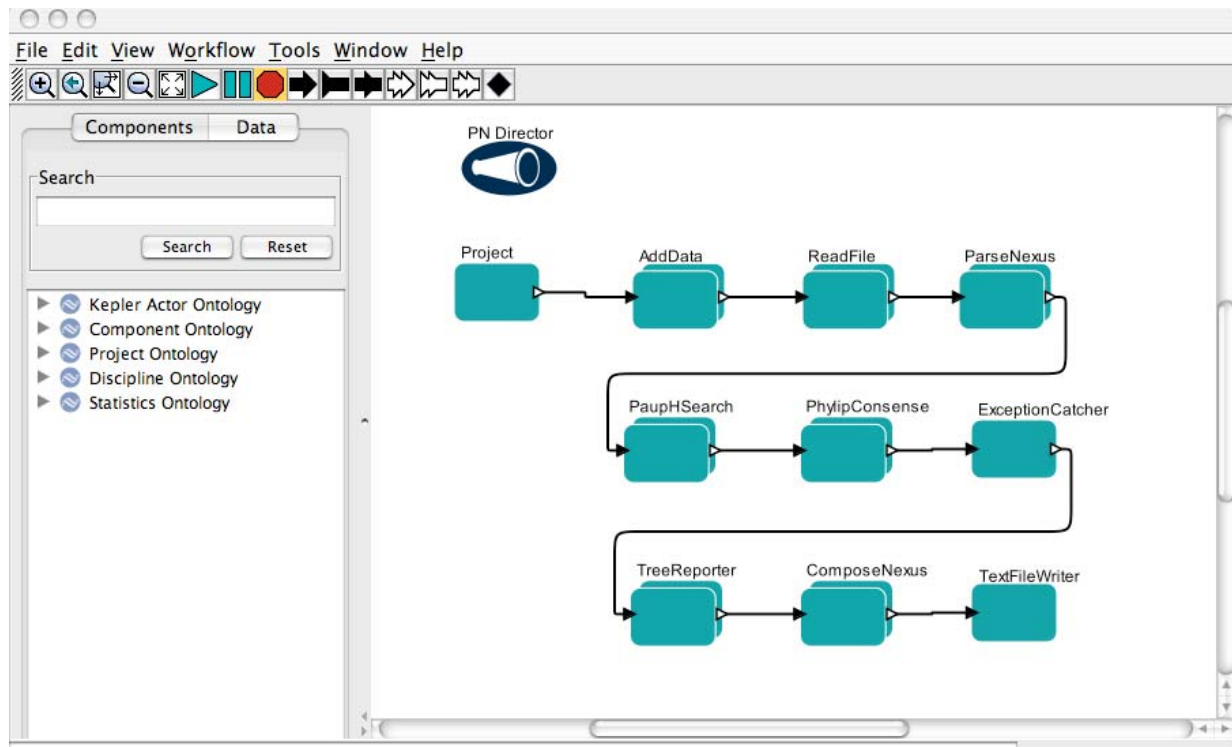 File Edit View Workflow Tools Window Help
Components Data
Search
Search Reset
Kepler Actor Ontology
Component Ontology
Project Ontology
Discipline Ontology
Statistics Ontology
PN Director
Project AddData ReadFile ParseNexus
PaupHSearch PhylipConsense ExceptionCatcher
TreeReporter ComposeNexus TextFileWriter